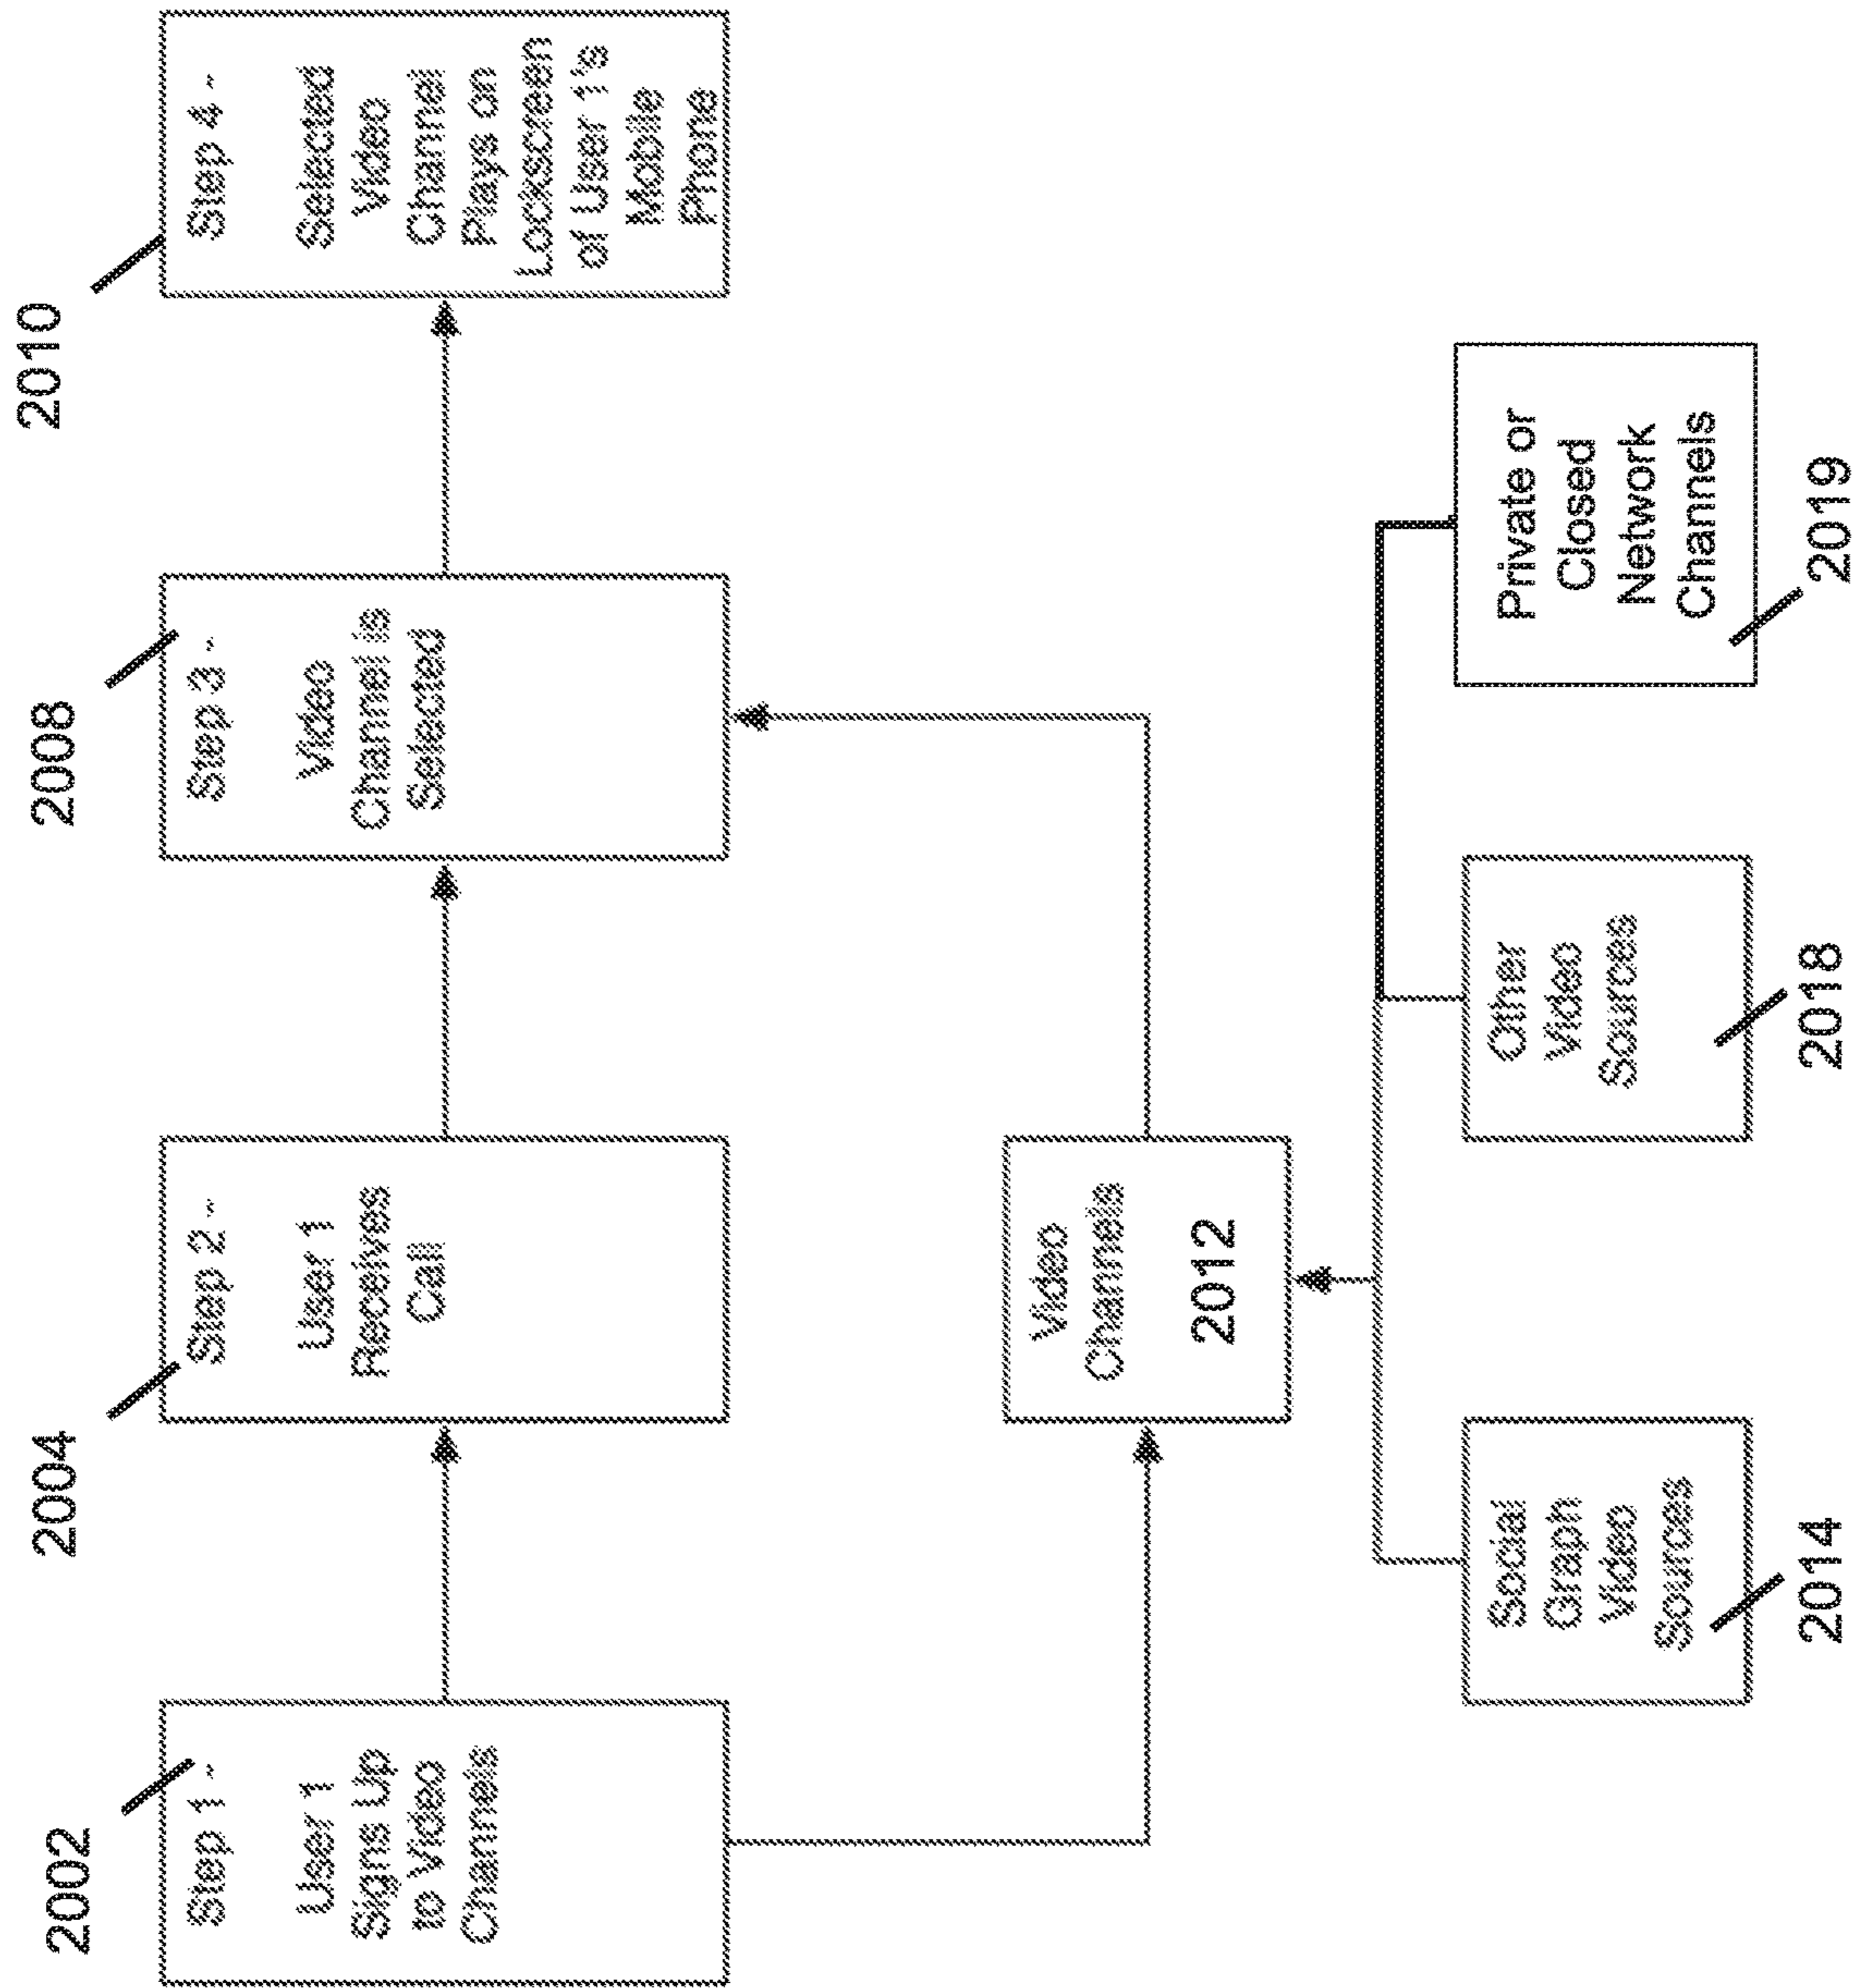 2002
Step 1 -
User 1
Signs Up
to Video
Channels
2004
Step 2 -
User 1
Receives
Call
2008
Step 3 -
Video
Channel is
Selected
2010
Step 4 -
Selected
Video
Channel
Plays on
Lockscreen
of User 1's
Mobile
Phone
Video
Channels
2012
Social
Graph
Video
Sources
2014
Other
Video
Sources
2018
Private or
Closed
Network
Channels
2019